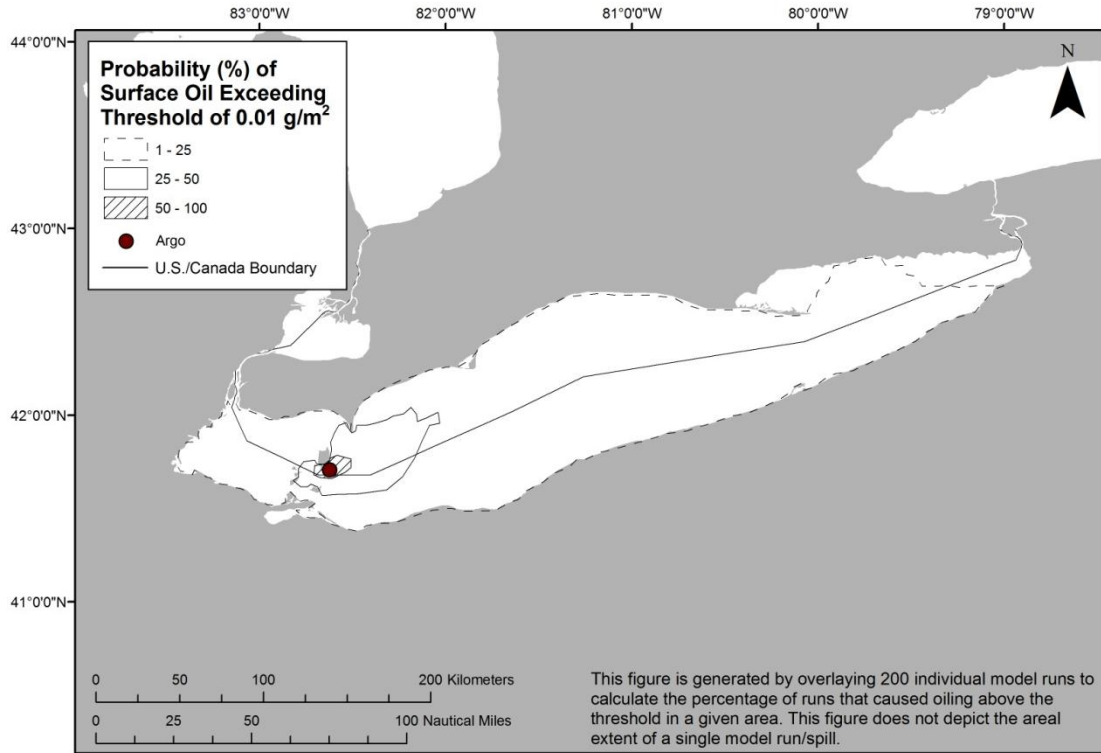 83°0'0"W
82°0'0"W
81°0'0"W
80°0'0"W
79°0'0"W
44°0'0"N
43°0'0"N
42°0'0"N
41°0'0"N
N
Probability (%) of
Surface Oil Exceeding
Threshold of 0.01 g/m²
1 - 25
25 - 50
50 - 100
Argo
U.S./Canada Boundary
0 50 100 200 Kilometers
0 25 50 100 Nautical Miles
This figure is generated by overlaying 200 individual model runs to
calculate the percentage of runs that caused oiling above the
threshold in a given area. This figure does not depict the areal
extent of a single model run/spill.